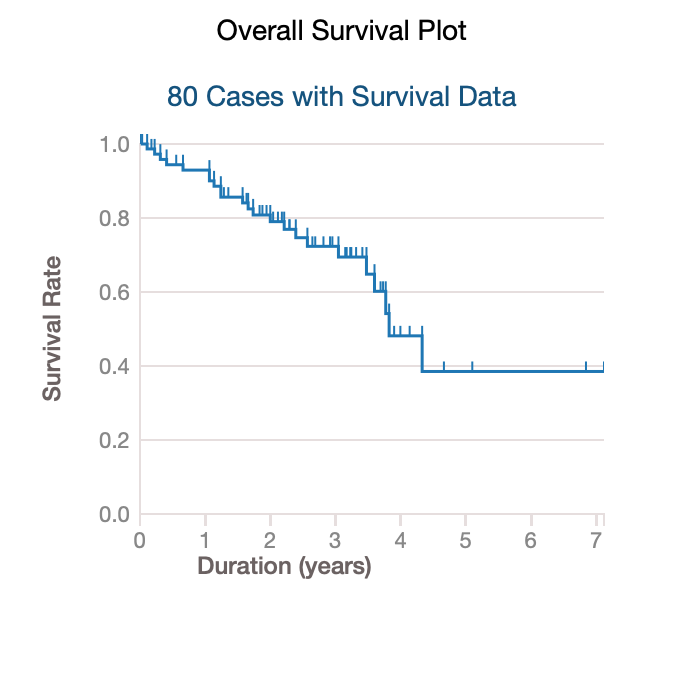 Overall Survival Plot
80 Cases with Survival Data
1.0
0.8
0.6
0.4
0.2
0.0
Survival Rate
0 1 2 3 4 5 6 7
Duration (years)